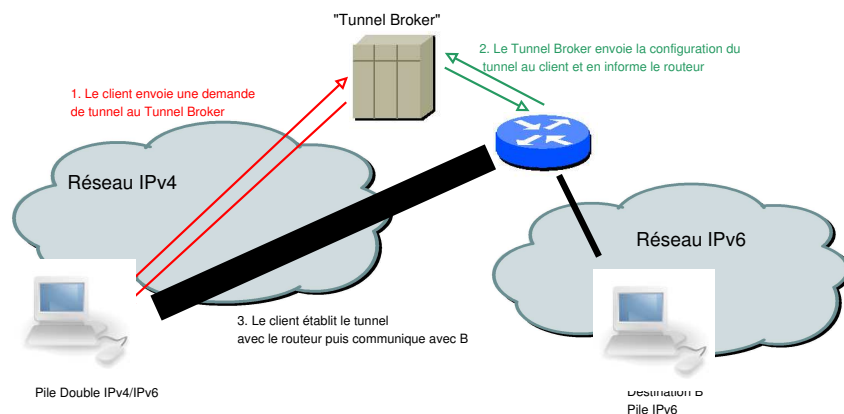 "Tunnel Broker"
2. Le Tunnel Broker envoie la configuration du
tunnel au client et en informe le routeur
1. Le client envoie une demande
de tunnel au Tunnel Broker
Réseau IPv4
Réseau IPv6
3. Le client établit le tunnel
avec le routeur puis communique avec B
Pile Double IPv4/IPv6
Destination B
Pile IPv6